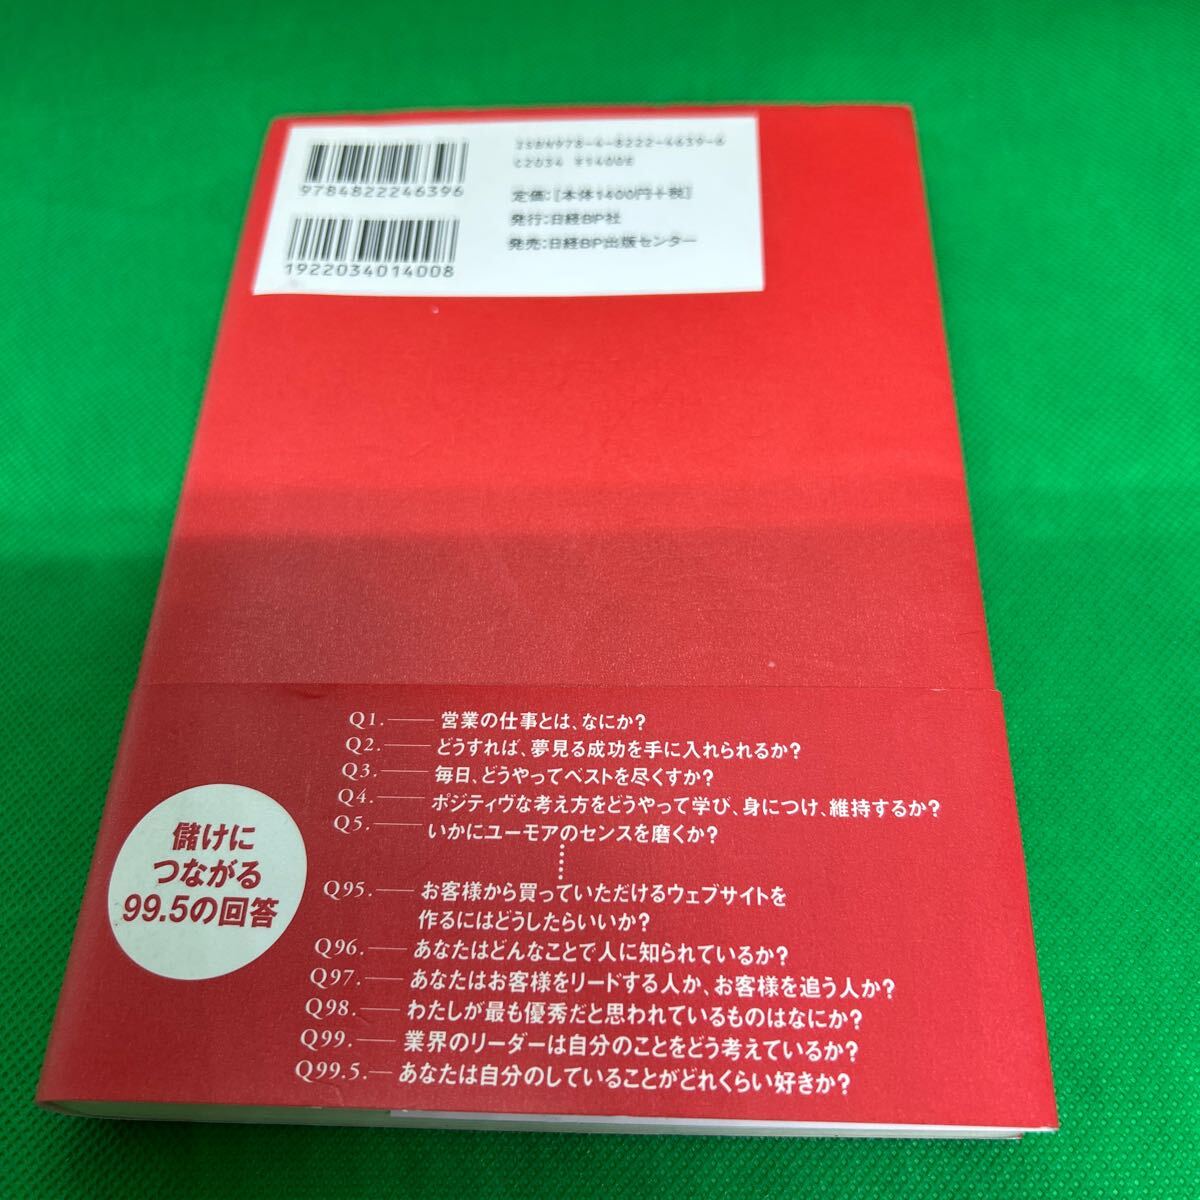 ISBN978-4-8222-4639-6
C2034 ¥1400E
9784822246396
定価:[本体1400円+税]
発行:日経BP社
発売:日経BP出版センター
1922034014008
Q1.―― 営業の仕事とは、なにか?
Q2.―― どうすれば、夢見る成功を手に入れられるか?
Q3.―― 毎日、どうやってベストを尽くすか?
Q4.―― ポジティヴな考え方をどうやって学び、身につけ、維持するか?
Q5.―― いかにユーモアのセンスを磨くか?
Q95.―― お客様から買っていただけるウェブサイトを
作るにはどうしたらいいか?
Q96.―― あなたはどんなことで人に知られているか?
Q97.―― あなたはお客様をリードする人か、お客様を追う人か?
Q98.―― わたしが最も優秀だと思われているものはなにか?
Q99.―― 業界のリーダーは自分のことをどう考えているか?
Q99.5.― あなたは自分のしていることがどれくらい好きか?
儲けに
つながる
99.5の回答